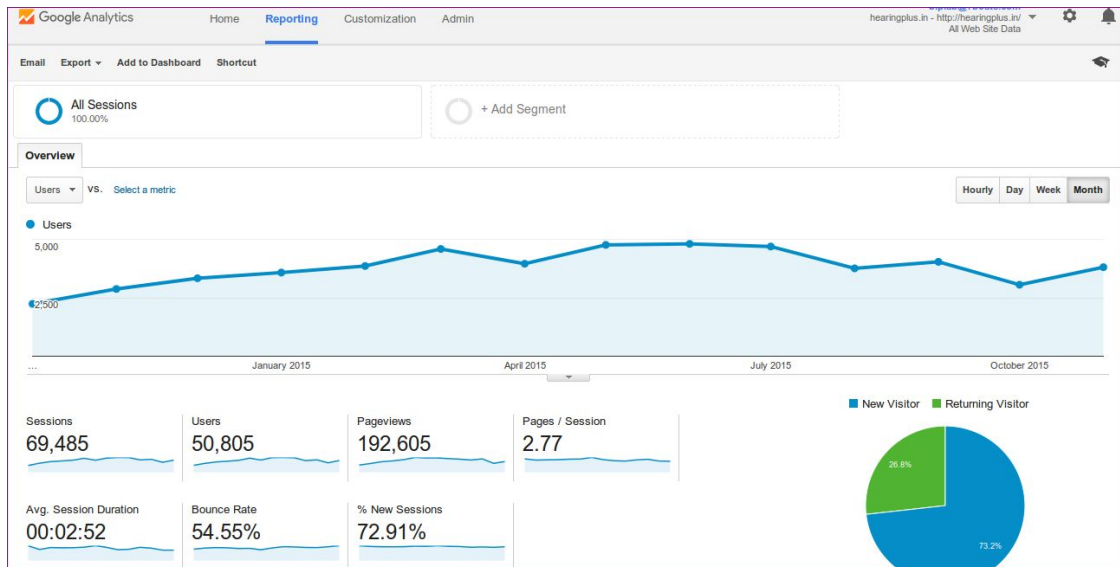 Google Analytics
Home Reporting Customization Admin
hearingplus.in - http://hearingplus.in/
All Web Site Data
Email Export Add to Dashboard Shortcut
All Sessions
100.00%
+ Add Segment
Overview
Users VS. Select a metric
Hourly Day Week Month
Users
5,000
2,500
... January 2015 April 2015 July 2015 October 2015
New Visitor Returning Visitor
Sessions Users Pageviews Pages / Session
69,485 50,805 192,605 2.77
26.8%
Avg. Session Duration Bounce Rate % New Sessions
00:02:52 54.55% 72.91%
73.2%